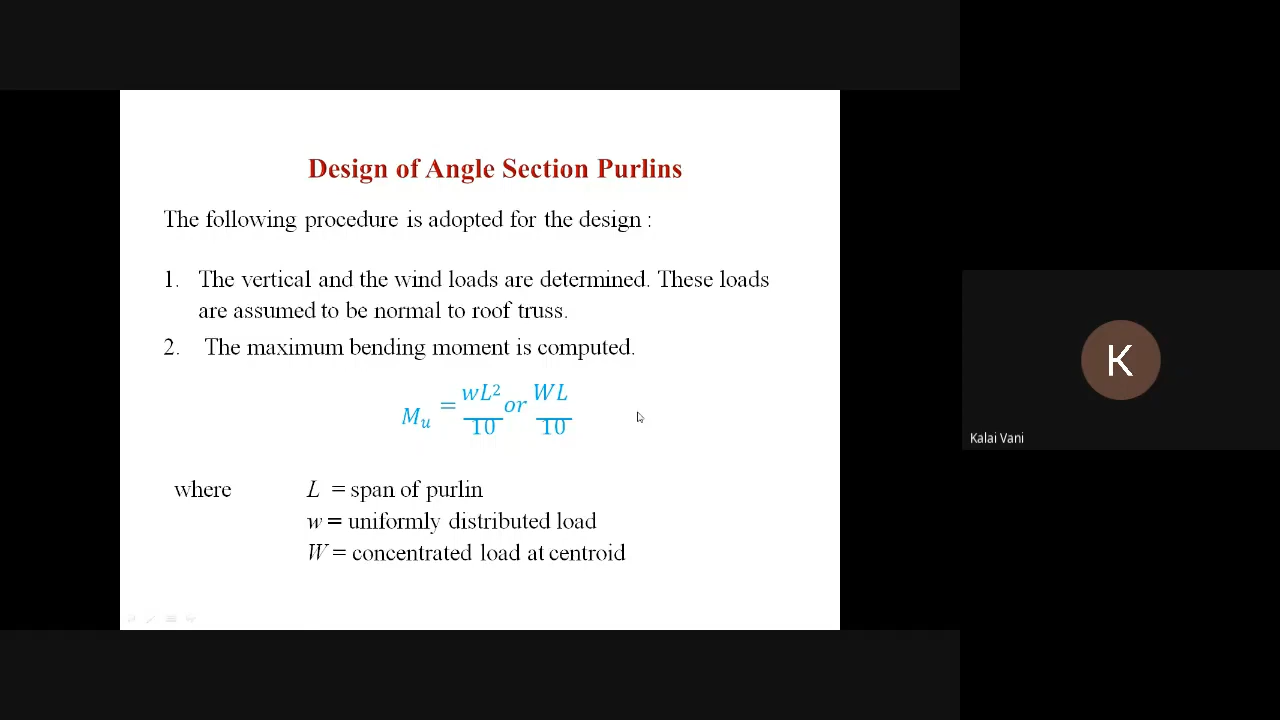 Design of Angle Section Purlins
The following procedure is adopted for the design :
1. The vertical and the wind loads are determined. These loads
are assumed to be normal to roof truss.
2. The maximum bending moment is computed.
M_u = wL²/10 or WL/10
where L = span of purlin
w = uniformly distributed load
W = concentrated load at centroid
K
Kalai Vani